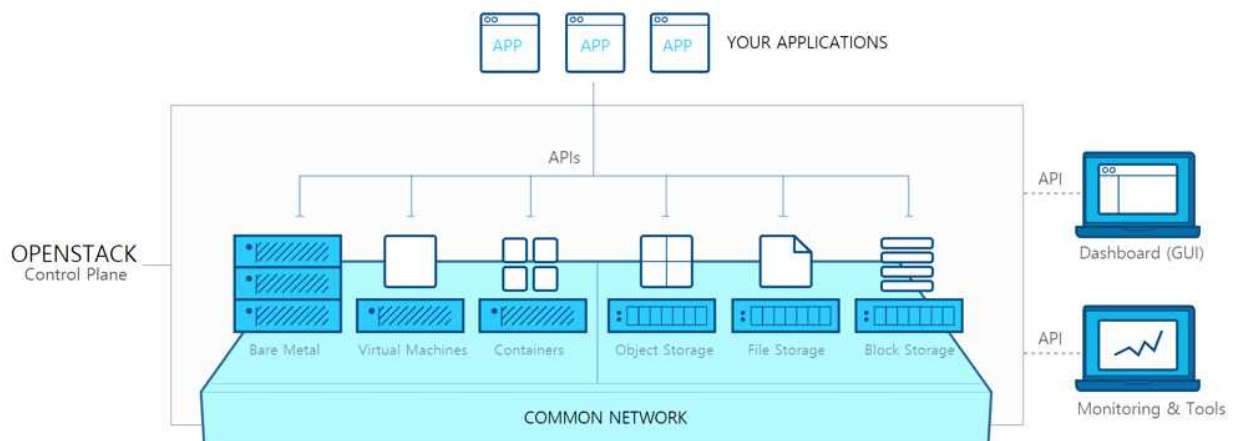 APP APP APP YOUR APPLICATIONS
APIs
API
OPENSTACK
Control Plane
Dashboard (GUI)
Bare Metal Virtual Machines Containers Object Storage File Storage Block Storage
API
Monitoring & Tools
COMMON NETWORK